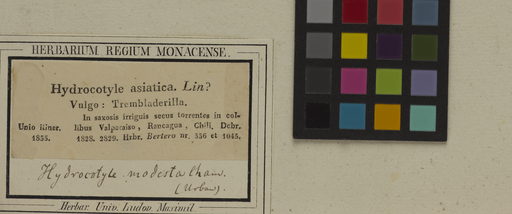 HERBARIUM REGIUM MONACENSE.
Hydrocotyle asiatica. Lin?
Vulgo: Trembladerilla.
In saxosis irriguis secus torrentes in col-
Unio itiner. libus Valparaiso, Rancagua, Chili. Debr.
1835. 1828. 2829. Hrbr. Bertero nr. 336 et 1045.
Hydrocotyle modesta Cham.
(Urban).
Herbar. Univ. Ludov. Maximil